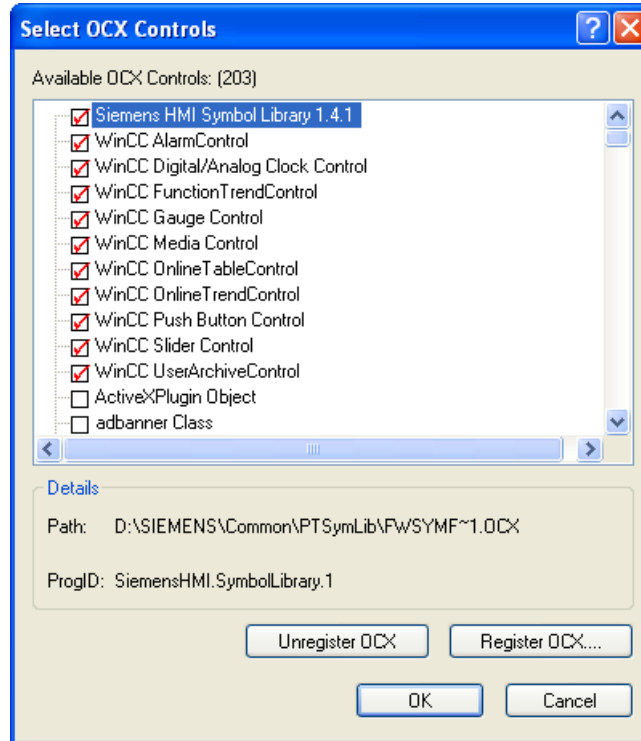 Select OCX Controls
Available OCX Controls: (203)
Siemens HMI Symbol Library 1.4.1
WinCC AlarmControl
WinCC Digital/Analog Clock Control
WinCC FunctionTrendControl
WinCC Gauge Control
WinCC Media Control
WinCC OnlineTableControl
WinCC OnlineTrendControl
WinCC Push Button Control
WinCC Slider Control
WinCC UserArchiveControl
ActiveXPlugin Object
adbanner Class
Details
Path: D:\SIEMENS\Common\PTSymLib\FWSYMF~1.OCX
ProgID: SiemensHMI.SymbolLibrary.1
Unregister OCX Register OCX....
OK Cancel